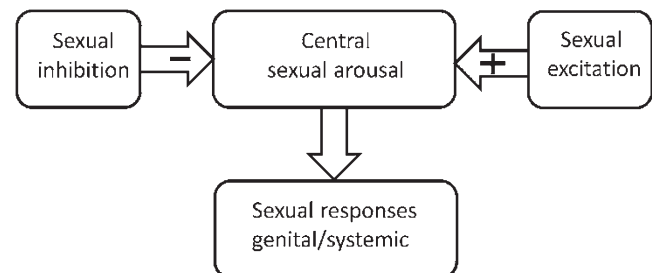 Sexual
inhibition
−
Central
sexual arousal
+
Sexual
excitation
Sexual responses
genital/systemic